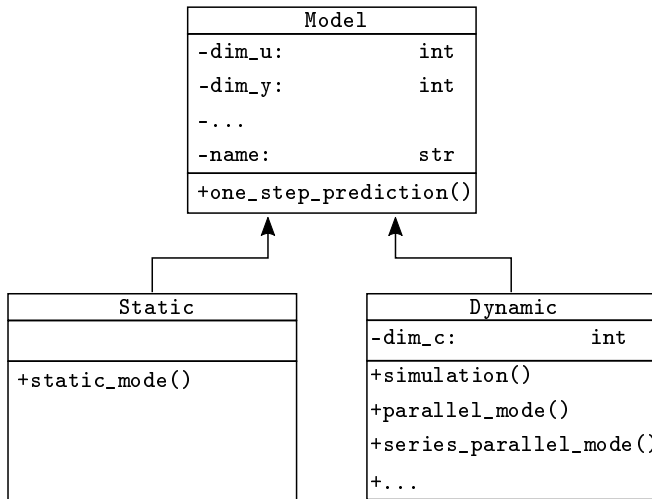 Model
-dim_u: int
-dim_y: int
-...
-name: str
+one_step_prediction()
Static
+static_mode()
Dynamic
-dim_c: int
+simulation()
+parallel_mode()
+series_parallel_mode()
+...